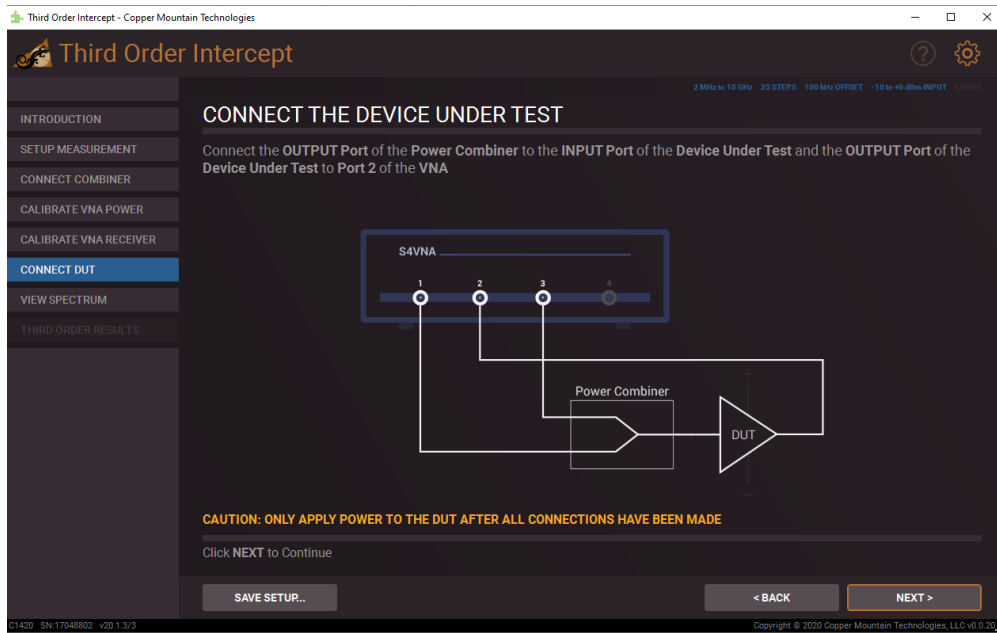 Third Order Intercept - Copper Mountain Technologies
Third Order Intercept
?
2 MHz to 18 GHz 25 STEPS 100 kHz OFFSET -10 to +0 dBm INPUT ERROR
INTRODUCTION
SETUP MEASUREMENT
CONNECT COMBINER
CALIBRATE VNA POWER
CALIBRATE VNA RECEIVER
CONNECT DUT
VIEW SPECTRUM
THIRD ORDER RESULTS
CONNECT THE DEVICE UNDER TEST
Connect the OUTPUT Port of the Power Combiner to the INPUT Port of the Device Under Test and the OUTPUT Port of the
Device Under Test to Port 2 of the VNA
S4VNA
1 2 3 4
Power Combiner
+
DUT
-
CAUTION: ONLY APPLY POWER TO THE DUT AFTER ALL CONNECTIONS HAVE BEEN MADE
Click NEXT to Continue
SAVE SETUP... < BACK NEXT >
C1420 SN:17048802 v20.1.3/3 Copyright © 2020 Copper Mountain Technologies, LLC v0.0.20